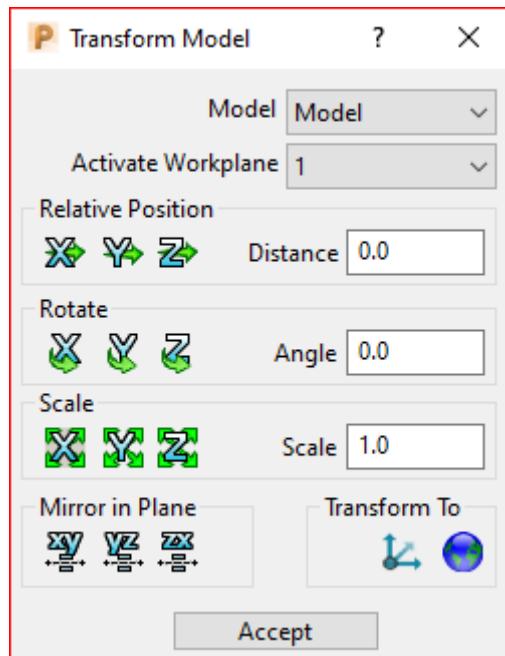 P Transform Model ? ×
Model Model
Activate Workplane 1
Relative Position
X Y Z Distance 0.0
Rotate
X Y Z Angle 0.0
Scale
X Y Z Scale 1.0
Mirror in Plane Transform To
xy yz zx
Accept